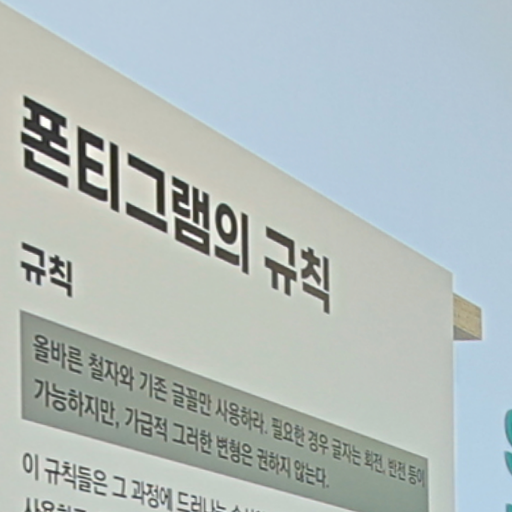 폰티그램의 규칙
규칙
올바른 철자와 기존 글꼴만 사용하라. 필요한 경우 글자는 회전, 반전 등이
가능하지만, 가급적 그러한 변형은 권하지 않는다.
이 규칙들은 그 과정에 드러나는